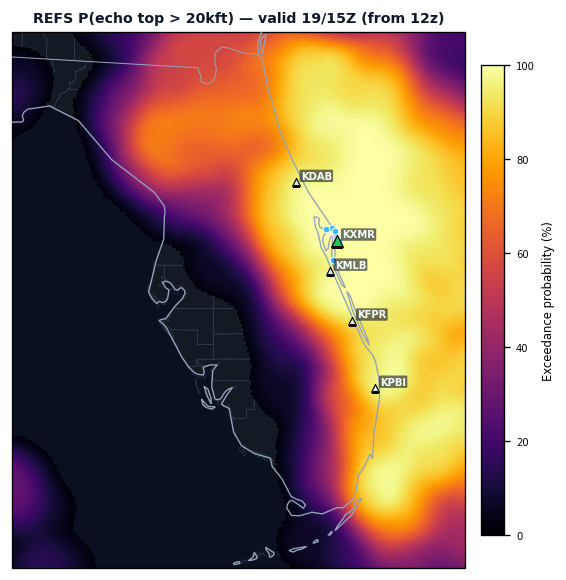 REFS P(echo top > 20kft) — valid 19/15Z (from 12z)
KDAB
KXMR
KMLB
KFPR
KPBI
100
80
60
40
20
0
Exceedance probability (%)